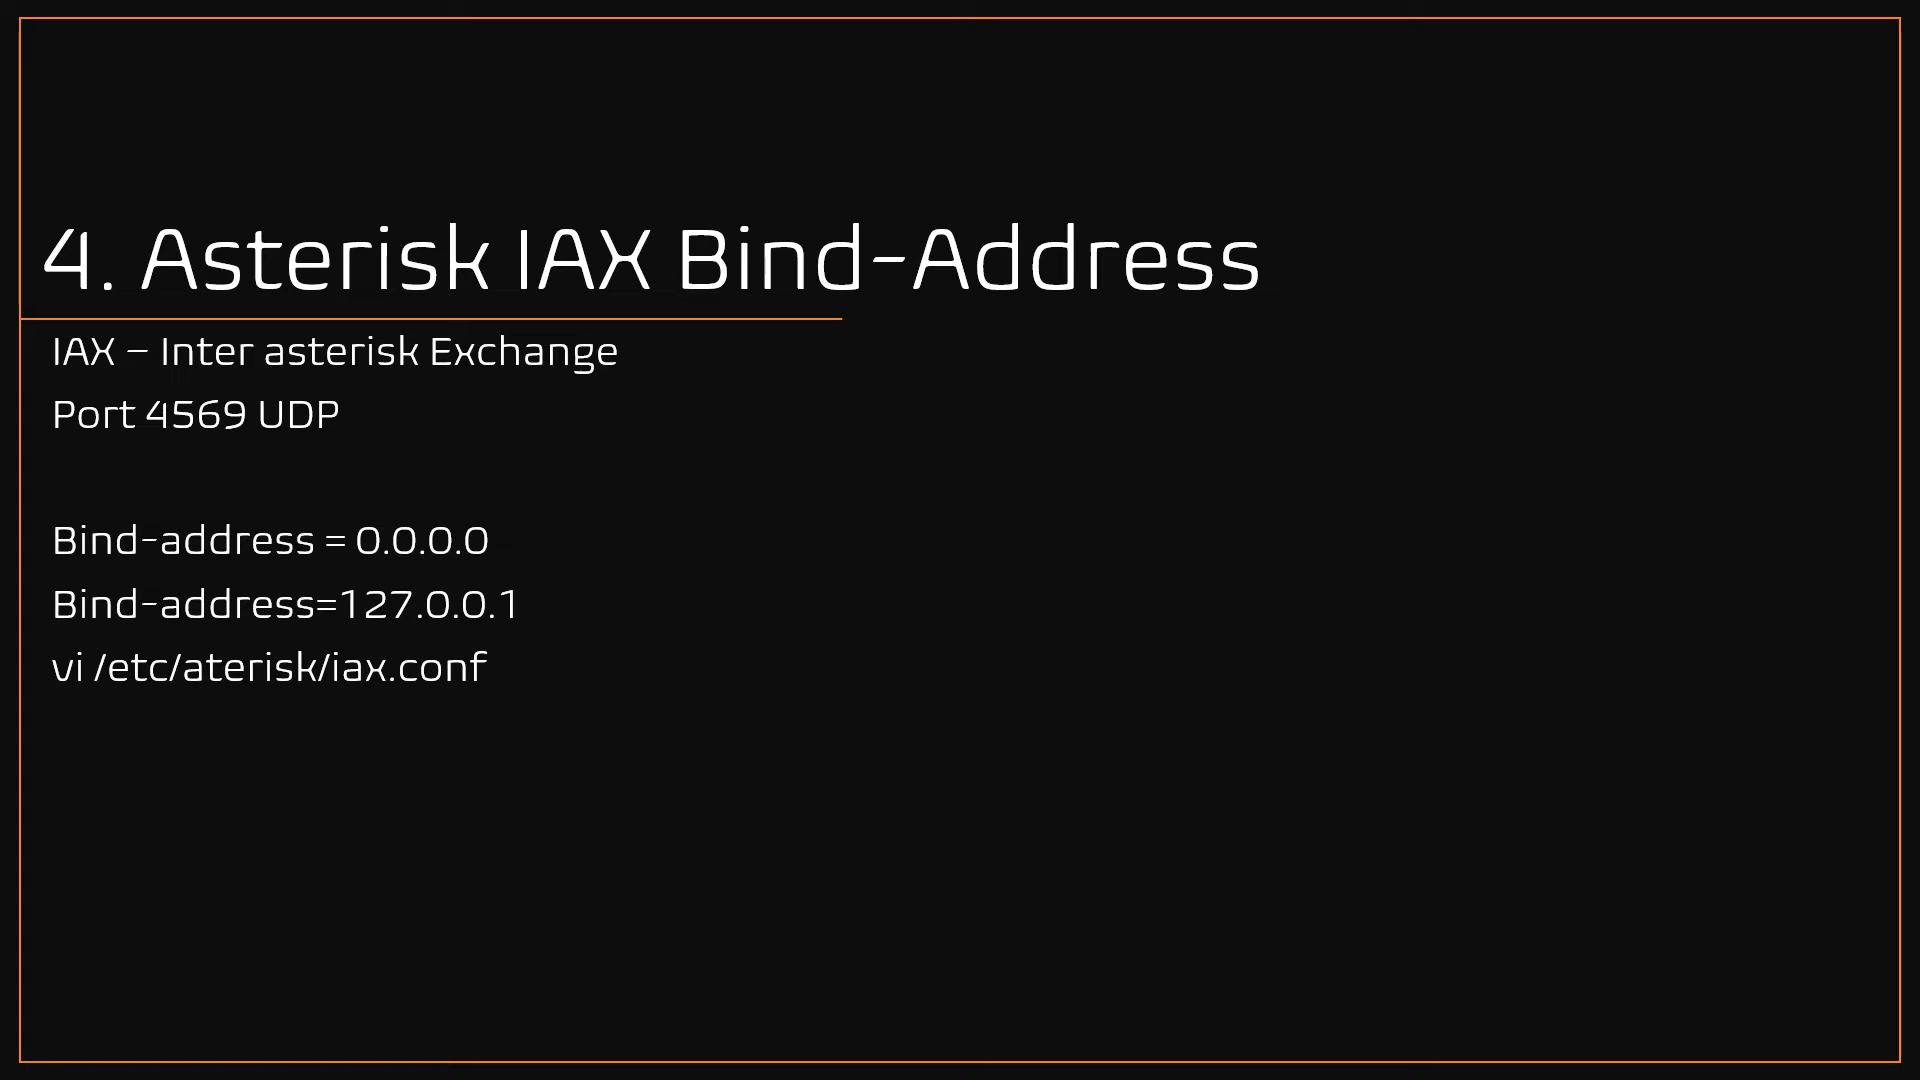 4. Asterisk IAX Bind-Address
IAX – Inter asterisk Exchange
Port 4569 UDP
Bind-address = 0.0.0.0
Bind-address=127.0.0.1
vi /etc/aterisk/iax.conf